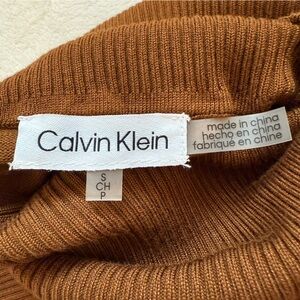 Calvin Klein
S
CH
P
made in china
hecho en china
fabriqué en chine